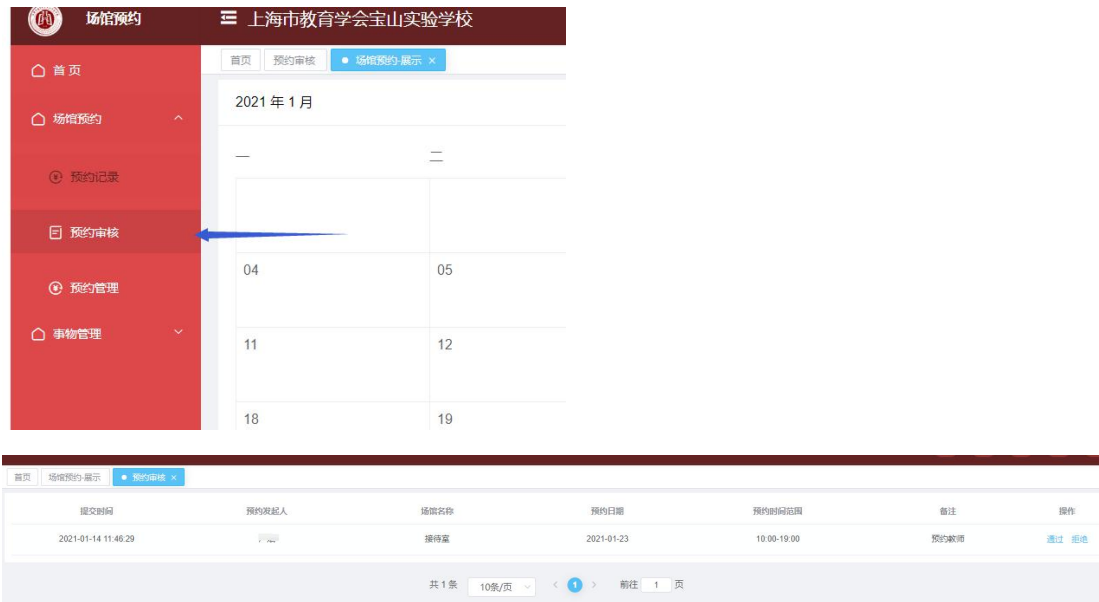 场馆预约
上海市教育学会宝山实验学校
首页
预约审核
场馆预约-展示 ×
首页
场馆预约
预约记录
预约审核
预约管理
事物管理
2021 年 1 月
一 二
04 05
11 12
18 19
首页 场馆预约-展示 预约审核 ×
提交时间 预约发起人 场馆名称 预约日期 预约时间范围 备注 操作
2021-01-14 11:46:29 接待室 2021-01-23 10:00-19:00 预约教师 通过 拒绝
共 1 条 10条/页 < 1 > 前往 1 页